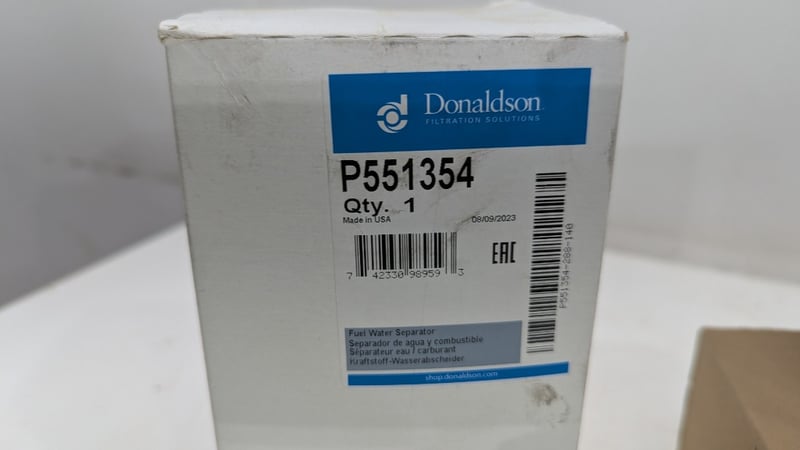 Donaldson
FILTRATION SOLUTIONS
P551354
Qty. 1
Made in USA
08/09/2023
EAC
7 42330 98959 3
P551354-288-140
Fuel Water Separator
Separador de agua y combustible
Séparateur eau / carburant
Kraftstoff-Wasserabscheider
shop.donaldson.com